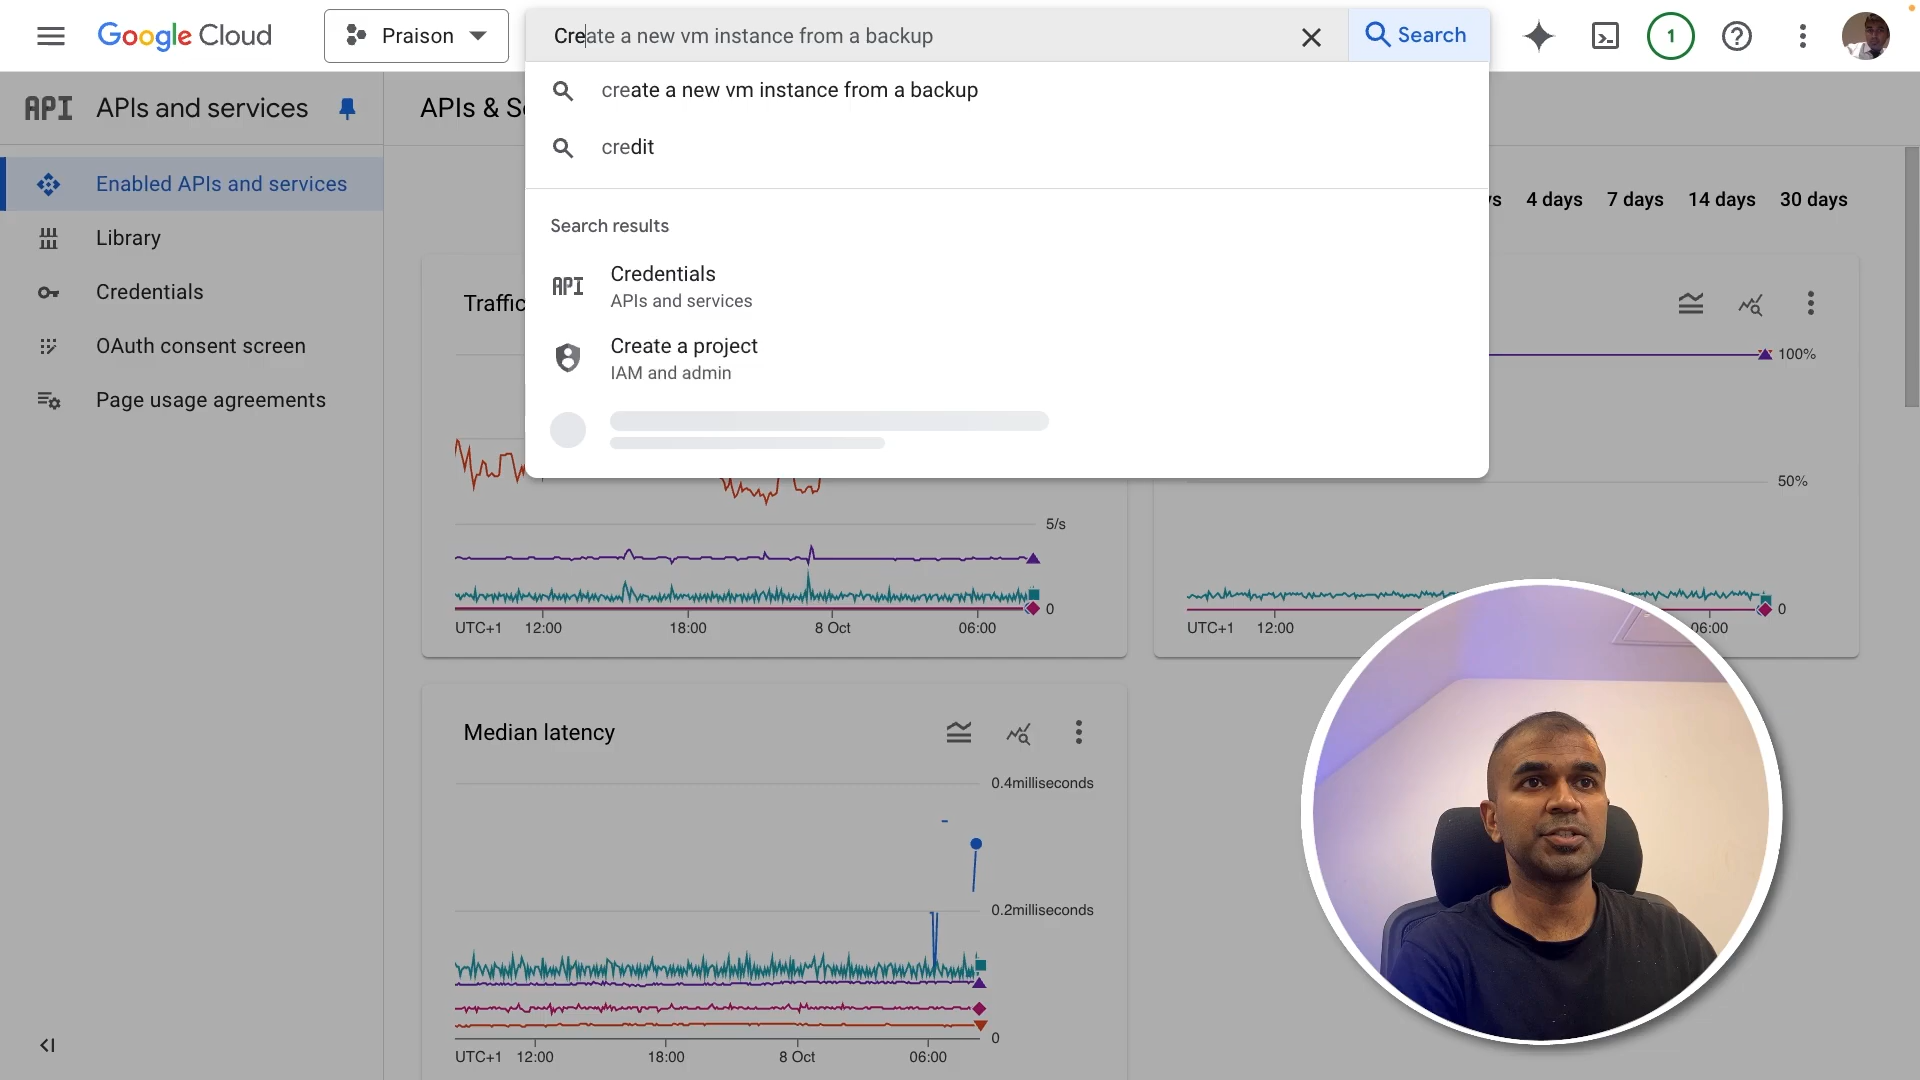 Google Cloud
Praison
Create a new vm instance from a backup
Search
1
API APIs and services
APIs & S
create a new vm instance from a backup
credit
Search results
API
Credentials
APIs and services
Create a project
IAM and admin
Enabled APIs and services
Library
Credentials
OAuth consent screen
Page usage agreements
4 days 7 days 14 days 30 days
Traffic
5/s
0
UTC+1 12:00 18:00 8 Oct 06:00
100%
50%
0
UTC+1 12:00 06:00
Median latency
0.4milliseconds
0.2milliseconds
0
UTC+1 12:00 18:00 8 Oct 06:00